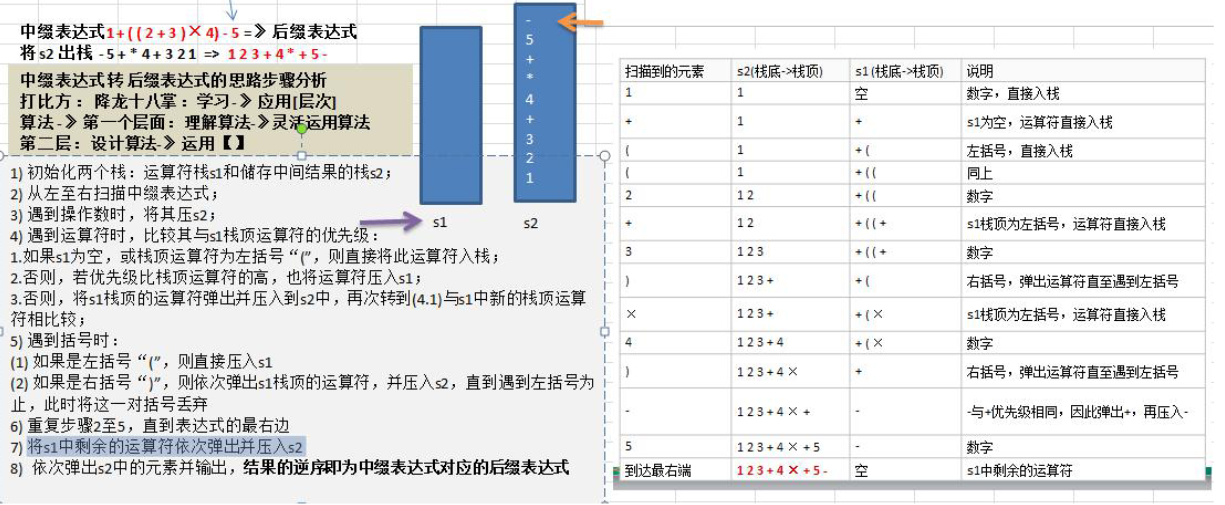 中缀表达式1+((2+3)×4)-5=》后缀表达式
将s2出栈 -5+*4+321 => 123+4*+5-
中缀表达式转后缀表达式的思路步骤分析
打比方：降龙十八掌：学习-》应用[层次]
算法-》第一个层面：理解算法-》灵活运用算法
第二层：设计算法-》运用【】
1) 初始化两个栈：运算符栈s1和储存中间结果的栈s2；
2) 从左至右扫描中缀表达式；
3) 遇到操作数时，将其压s2；
4) 遇到运算符时，比较其与s1栈顶运算符的优先级：
1.如果s1为空，或栈顶运算符为左括号“(”，则直接将此运算符入栈；
2.否则，若优先级比栈顶运算符的高，也将运算符压入s1；
3.否则，将s1栈顶的运算符弹出并压入到s2中，再次转到(4.1)与s1中新的栈顶运算
符相比较；
5) 遇到括号时：
(1) 如果是左括号“(”，则直接压入s1
(2) 如果是右括号“)”，则依次弹出s1栈顶的运算符，并压入s2，直到遇到左括号为
止，此时将这一对括号丢弃
6) 重复步骤2至5，直到表达式的最右边
7) 将s1中剩余的运算符依次弹出并压入s2
8) 依次弹出s2中的元素并输出，结果的逆序即为中缀表达式对应的后缀表达式
s1
-
5
+
*
4
+
3
2
1
s2
扫描到的元素 s2(栈底->栈顶) s1 (栈底->栈顶) 说明
1 1 空 数字，直接入栈
+ 1 + s1为空，运算符直接入栈
( 1 + ( 左括号，直接入栈
( 1 + ( ( 同上
2 1 2 + ( ( 数字
+ 1 2 + ( ( + s1栈顶为左括号，运算符直接入栈
3 1 2 3 + ( ( + 数字
) 1 2 3 + + ( 右括号，弹出运算符直至遇到左括号
× 1 2 3 + + ( × s1栈顶为左括号，运算符直接入栈
4 1 2 3 + 4 + ( × 数字
) 1 2 3 + 4 × + 右括号，弹出运算符直至遇到左括号
- 1 2 3 + 4 × + - -与+优先级相同，因此弹出+，再压入-
5 1 2 3 + 4 × + 5 - 数字
到达最右端 1 2 3 + 4 × + 5 - 空 s1中剩余的运算符